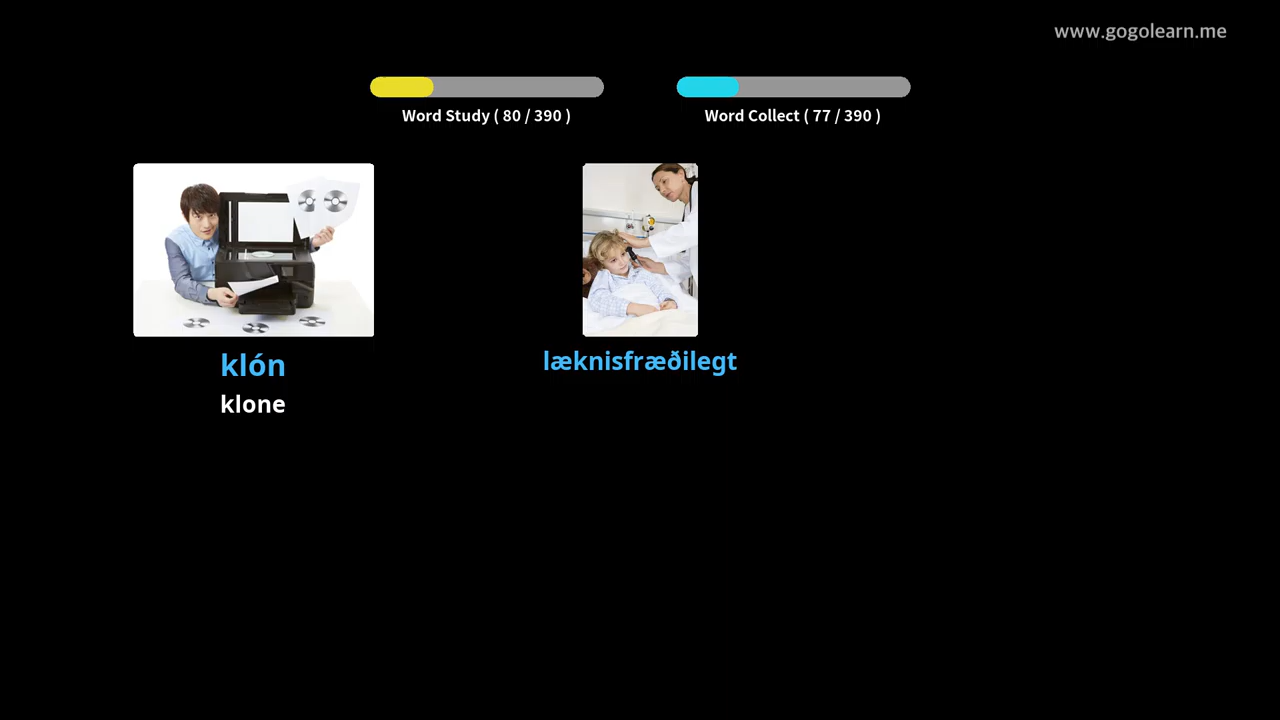 www.gogolearn.me
Word Study ( 80 / 390 )
Word Collect ( 77 / 390 )
klón
klone
læknisfræðilegt